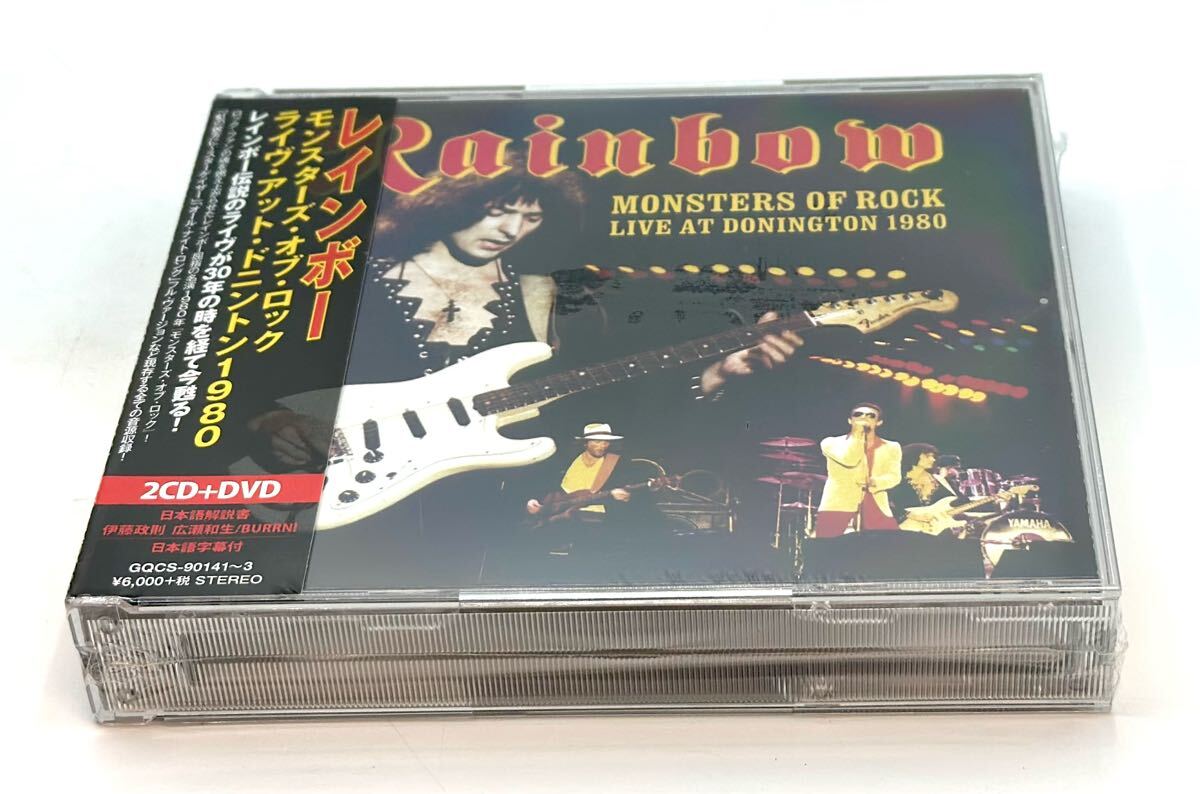 レインボー
モンスターズ・オブ・ロック
ライヴ・アット・ドニントン1980
レインボー伝説のライヴが30年の時を経て今甦る!
2CD+DVD
日本語解説書
伊藤政則 広瀬和生/BURRN!
日本語字幕付
GQCS-90141〜3
¥6,000+税 STEREO
Rainbow
MONSTERS OF ROCK
LIVE AT DONINGTON 1980
Fender
YAMAHA